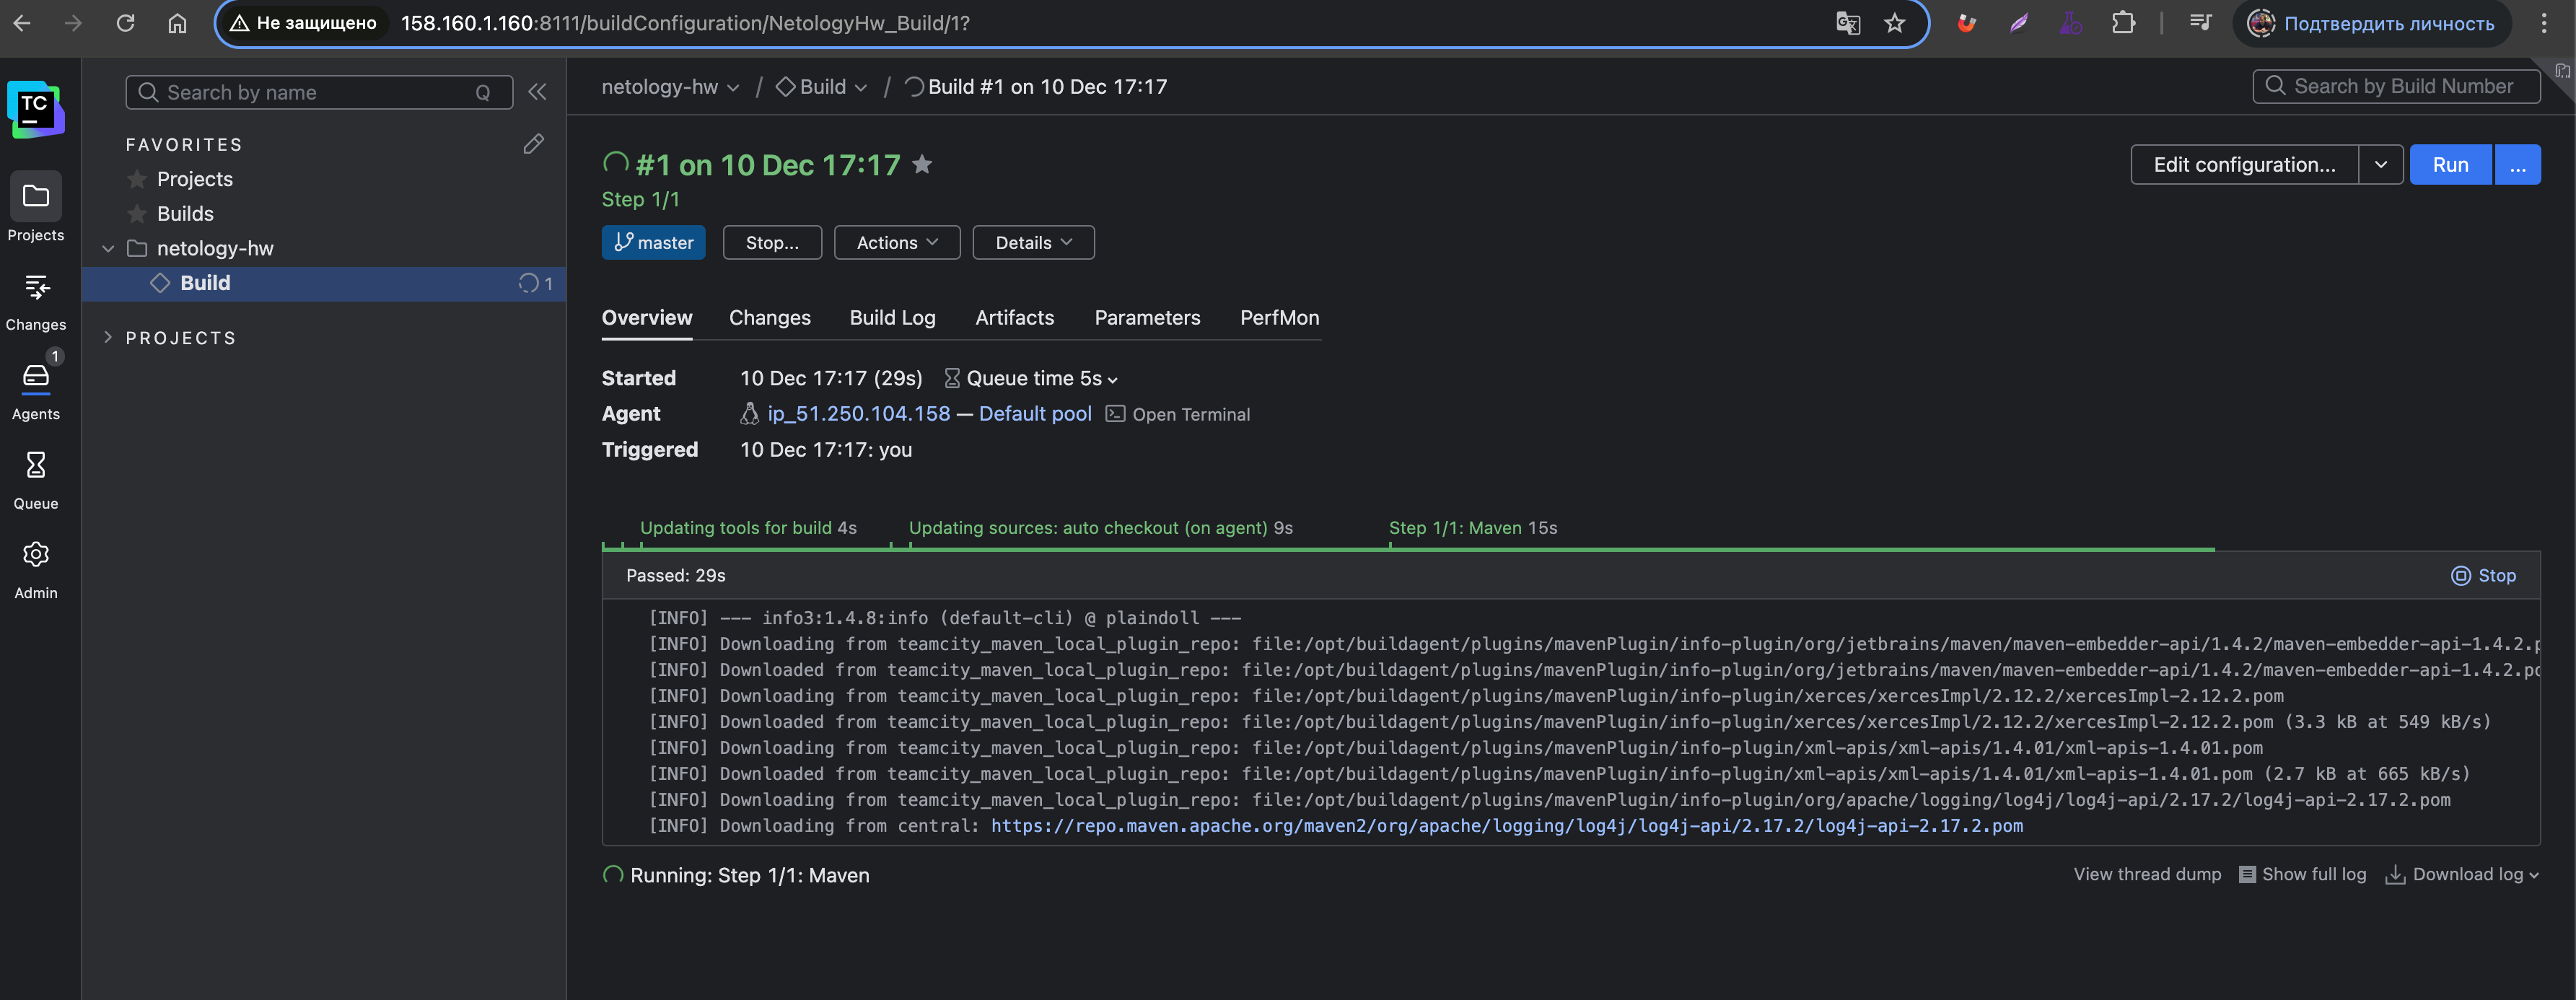 Не защищено 158.160.1.160:8111/buildConfiguration/NetologyHw_Build/1? Подтвердить личность
TC
Projects
Changes
1
Agents
Queue
Admin
Search by name Q
FAVORITES
Projects
Builds
netology-hw
Build 1
PROJECTS
netology-hw / Build / Build #1 on 10 Dec 17:17 Search by Build Number
#1 on 10 Dec 17:17 Edit configuration... Run ...
Step 1/1
master Stop... Actions Details
Overview Changes Build Log Artifacts Parameters PerfMon
Started 10 Dec 17:17 (29s) Queue time 5s
Agent ip_51.250.104.158 — Default pool Open Terminal
Triggered 10 Dec 17:17: you
Updating tools for build 4s Updating sources: auto checkout (on agent) 9s Step 1/1: Maven 15s
Passed: 29s Stop
[INFO] --- info3:1.4.8:info (default-cli) @ plaindoll ---
[INFO] Downloading from teamcity_maven_local_plugin_repo: file:/opt/buildagent/plugins/mavenPlugin/info-plugin/org/jetbrains/maven/maven-embedder-api/1.4.2/maven-embedder-api-1.4.2.p
[INFO] Downloaded from teamcity_maven_local_plugin_repo: file:/opt/buildagent/plugins/mavenPlugin/info-plugin/org/jetbrains/maven/maven-embedder-api/1.4.2/maven-embedder-api-1.4.2.po
[INFO] Downloading from teamcity_maven_local_plugin_repo: file:/opt/buildagent/plugins/mavenPlugin/info-plugin/xerces/xercesImpl/2.12.2/xercesImpl-2.12.2.pom
[INFO] Downloaded from teamcity_maven_local_plugin_repo: file:/opt/buildagent/plugins/mavenPlugin/info-plugin/xerces/xercesImpl/2.12.2/xercesImpl-2.12.2.pom (3.3 kB at 549 kB/s)
[INFO] Downloading from teamcity_maven_local_plugin_repo: file:/opt/buildagent/plugins/mavenPlugin/info-plugin/xml-apis/xml-apis/1.4.01/xml-apis-1.4.01.pom
[INFO] Downloaded from teamcity_maven_local_plugin_repo: file:/opt/buildagent/plugins/mavenPlugin/info-plugin/xml-apis/xml-apis/1.4.01/xml-apis-1.4.01.pom (2.7 kB at 665 kB/s)
[INFO] Downloading from teamcity_maven_local_plugin_repo: file:/opt/buildagent/plugins/mavenPlugin/info-plugin/org/apache/logging/log4j/log4j-api/2.17.2/log4j-api-2.17.2.pom
[INFO] Downloading from central: https://repo.maven.apache.org/maven2/org/apache/logging/log4j/log4j-api/2.17.2/log4j-api-2.17.2.pom
Running: Step 1/1: Maven View thread dump Show full log Download log